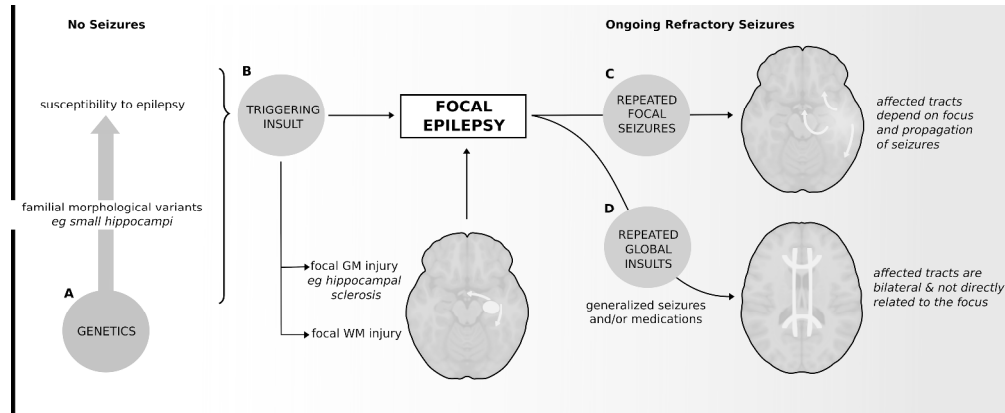 No Seizures
Ongoing Refractory Seizures
susceptibility to epilepsy
familial morphological variants
eg small hippocampi
A
GENETICS
B
TRIGGERING
INSULT
focal GM injury
eg hippocampal
sclerosis
focal WM injury
FOCAL
EPILEPSY
C
REPEATED
FOCAL
SEIZURES
affected tracts
depend on focus
and propagation
of seizures
D
REPEATED
GLOBAL
INSULTS
generalized seizures
and/or medications
affected tracts are
bilateral & not directly
related to the focus